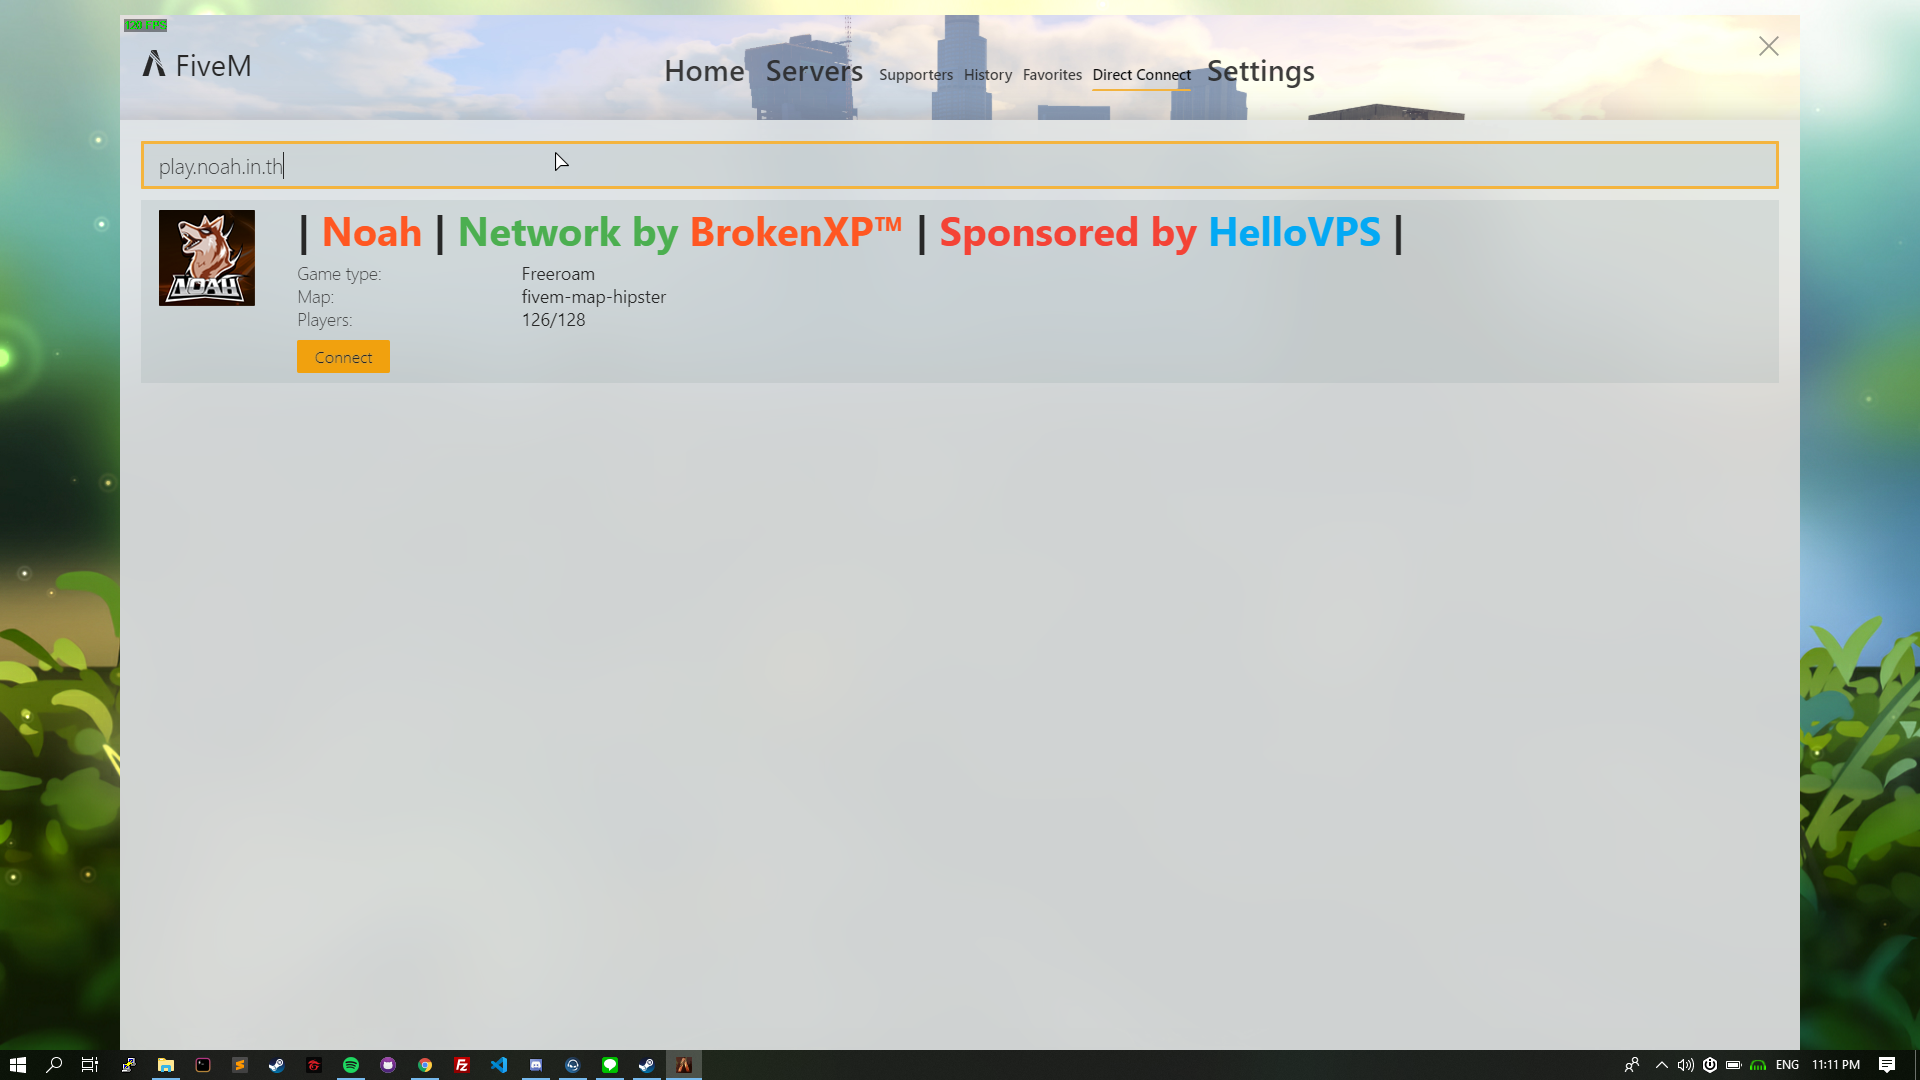 FiveM
Home Servers Supporters History Favorites Direct Connect Settings
play.noah.in.th
NOAH
| Noah | Network by BrokenXP™ | Sponsored by HelloVPS |
Game type: Freeroam
Map: fivem-map-hipster
Players: 126/128
Connect
ENG 11:11 PM